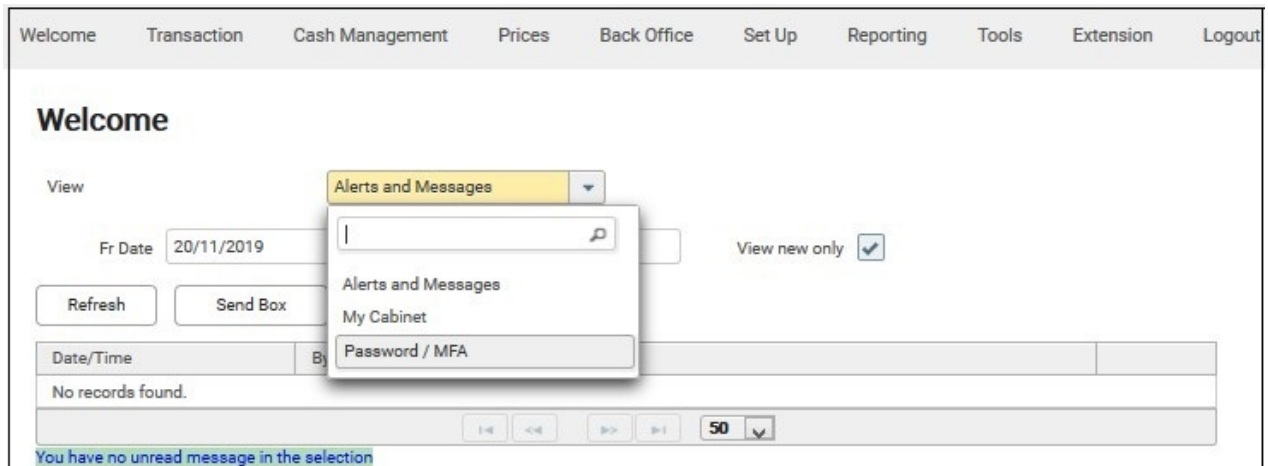 Welcome Transaction Cash Management Prices Back Office Set Up Reporting Tools Extension Logout
Welcome
View Alerts and Messages
Fr Date 20/11/2019 View new only
Alerts and Messages
Refresh Send Box
My Cabinet
Password / MFA
Date/Time
No records found.
50
You have no unread message in the selection